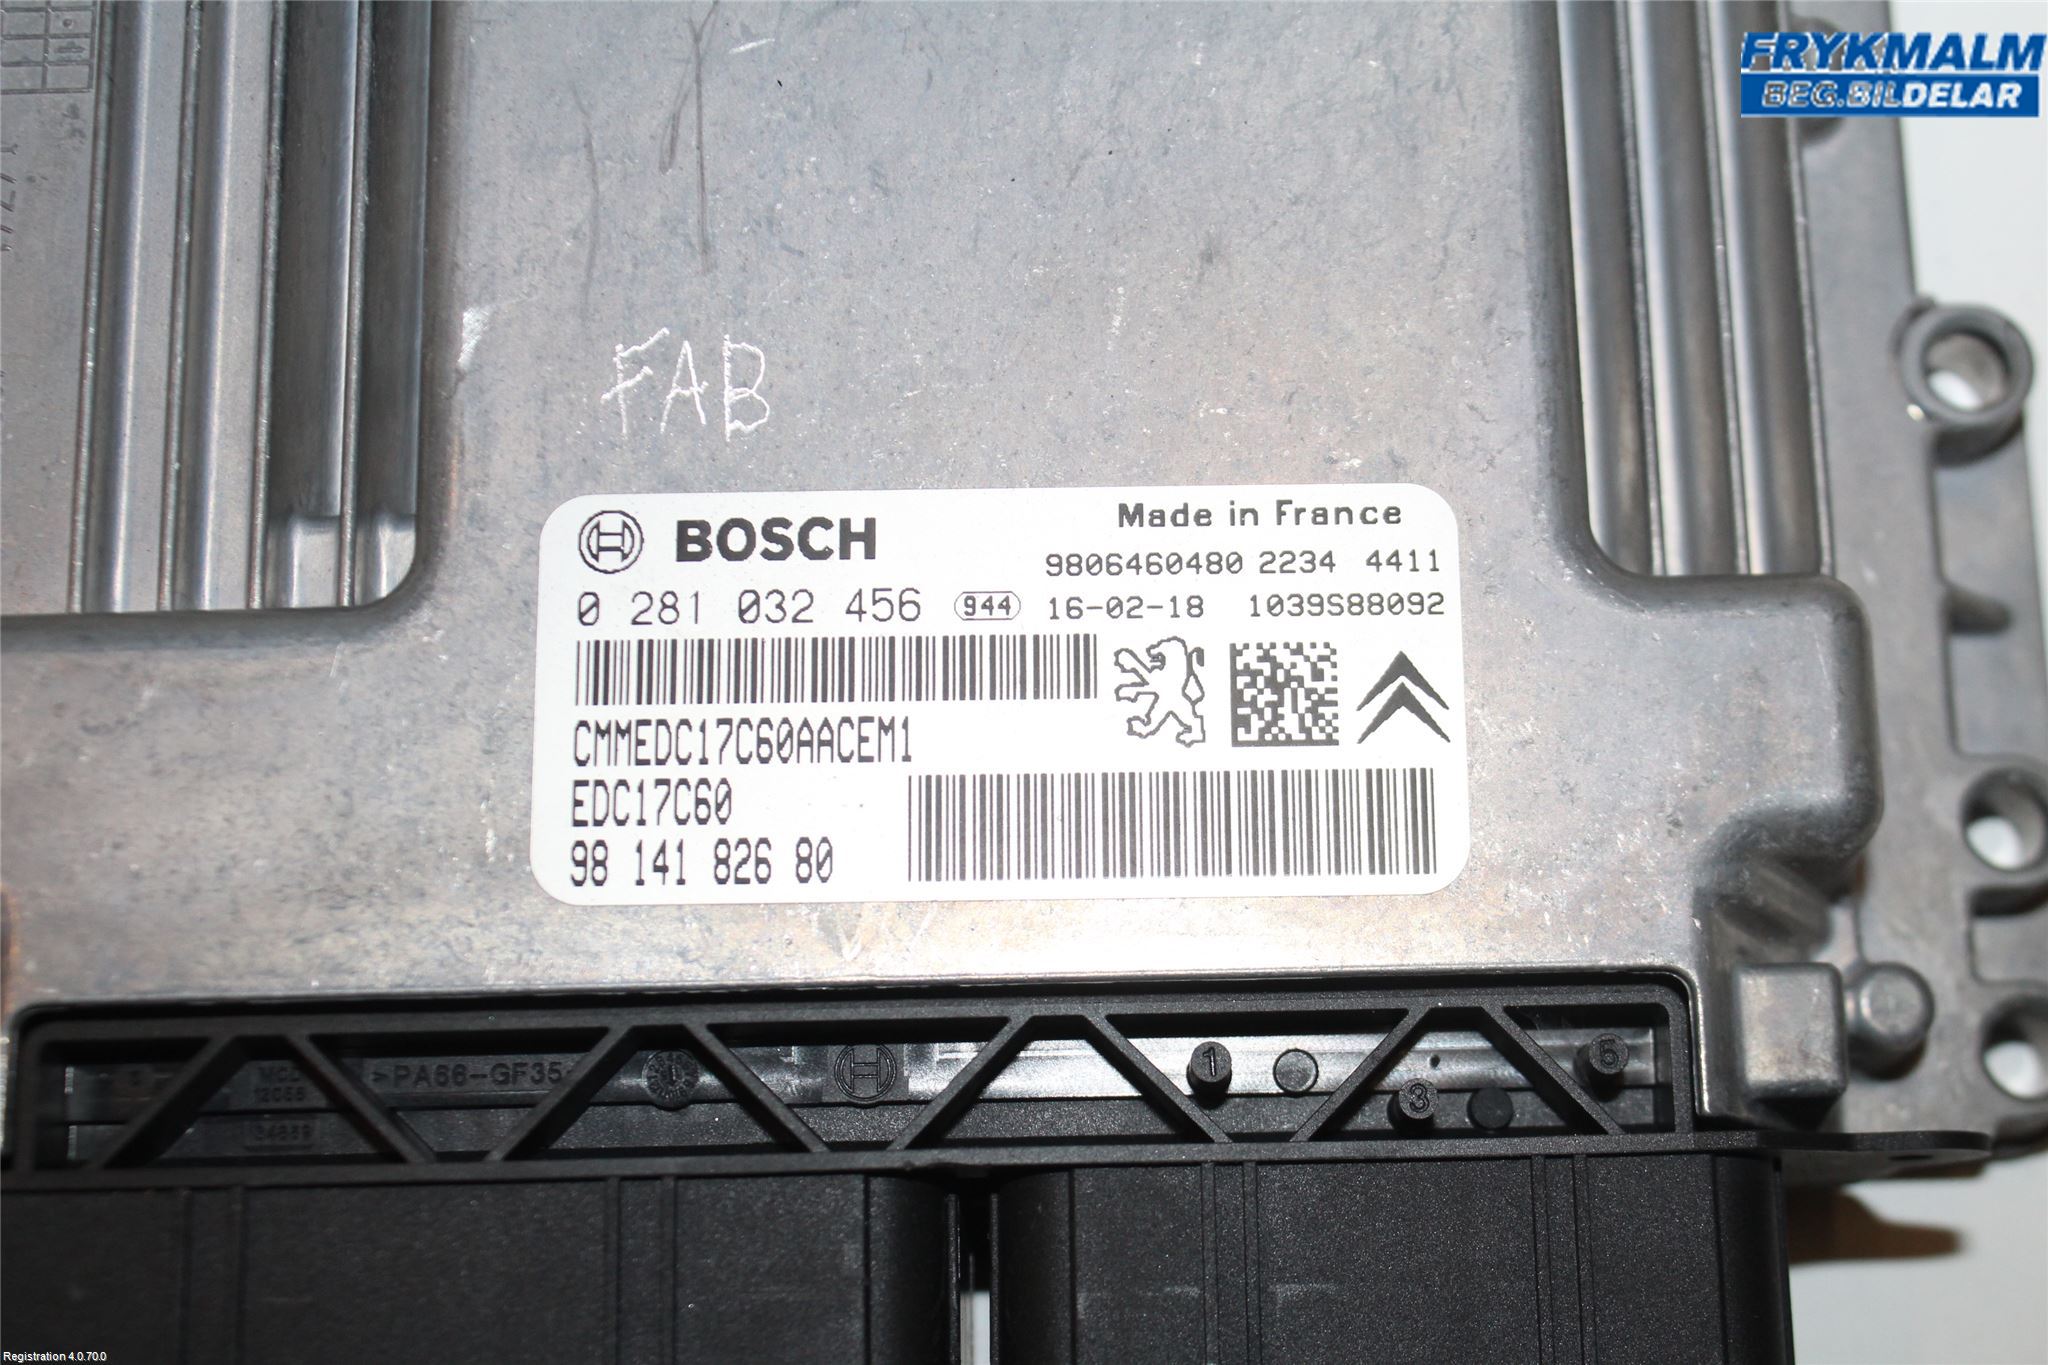 FRYKMALM
BEG.BILDELAR
FAB
BOSCH
Made in France
9806460480 2234 4411
0 281 032 456 944 16-02-18 1039S88092
CMMEDC17C60AACEM1
EDC17C60
98 141 826 80
>PA66-GF35
1
3
5
Registration 4.0.70.0